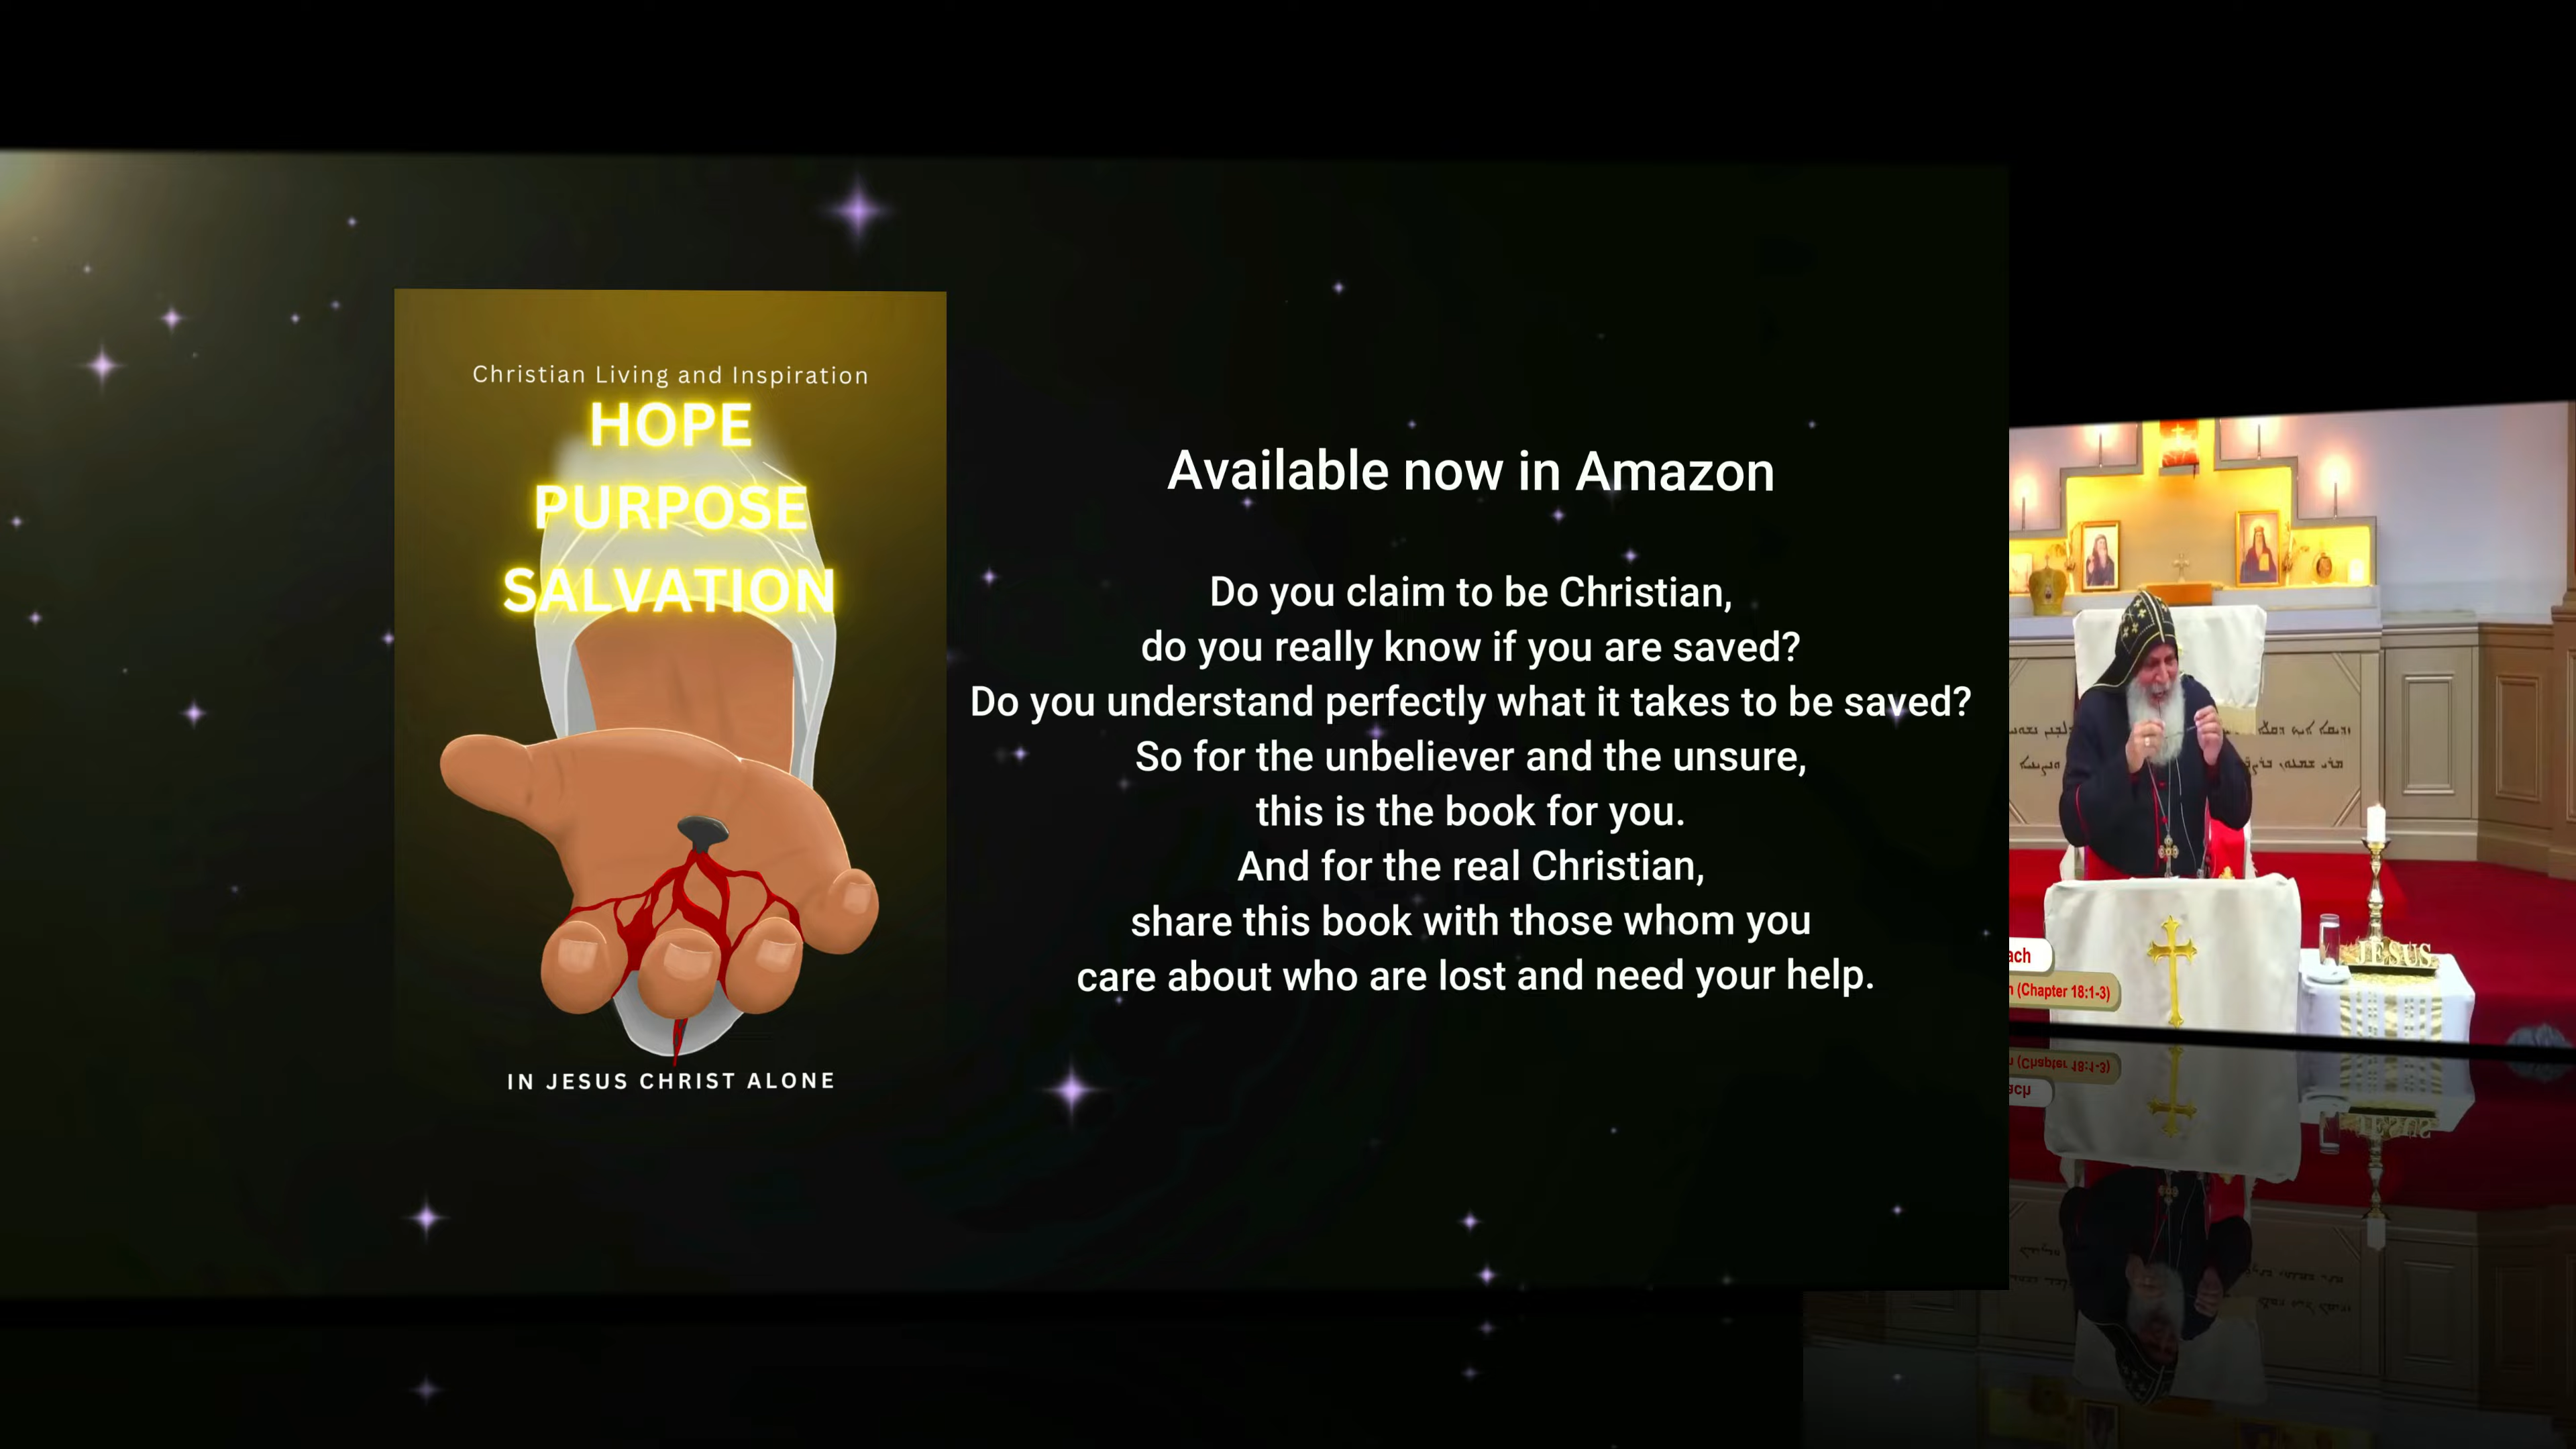 Christian Living and Inspiration
HOPE
PURPOSE
SALVATION
IN JESUS CHRIST ALONE
Available now in Amazon
Do you claim to be Christian,
do you really know if you are saved?
Do you understand perfectly what it takes to be saved?
So for the unbeliever and the unsure,
this is the book for you.
And for the real Christian,
share this book with those whom you
care about who are lost and need your help.
(Chapter 18:1-3)
JESUS